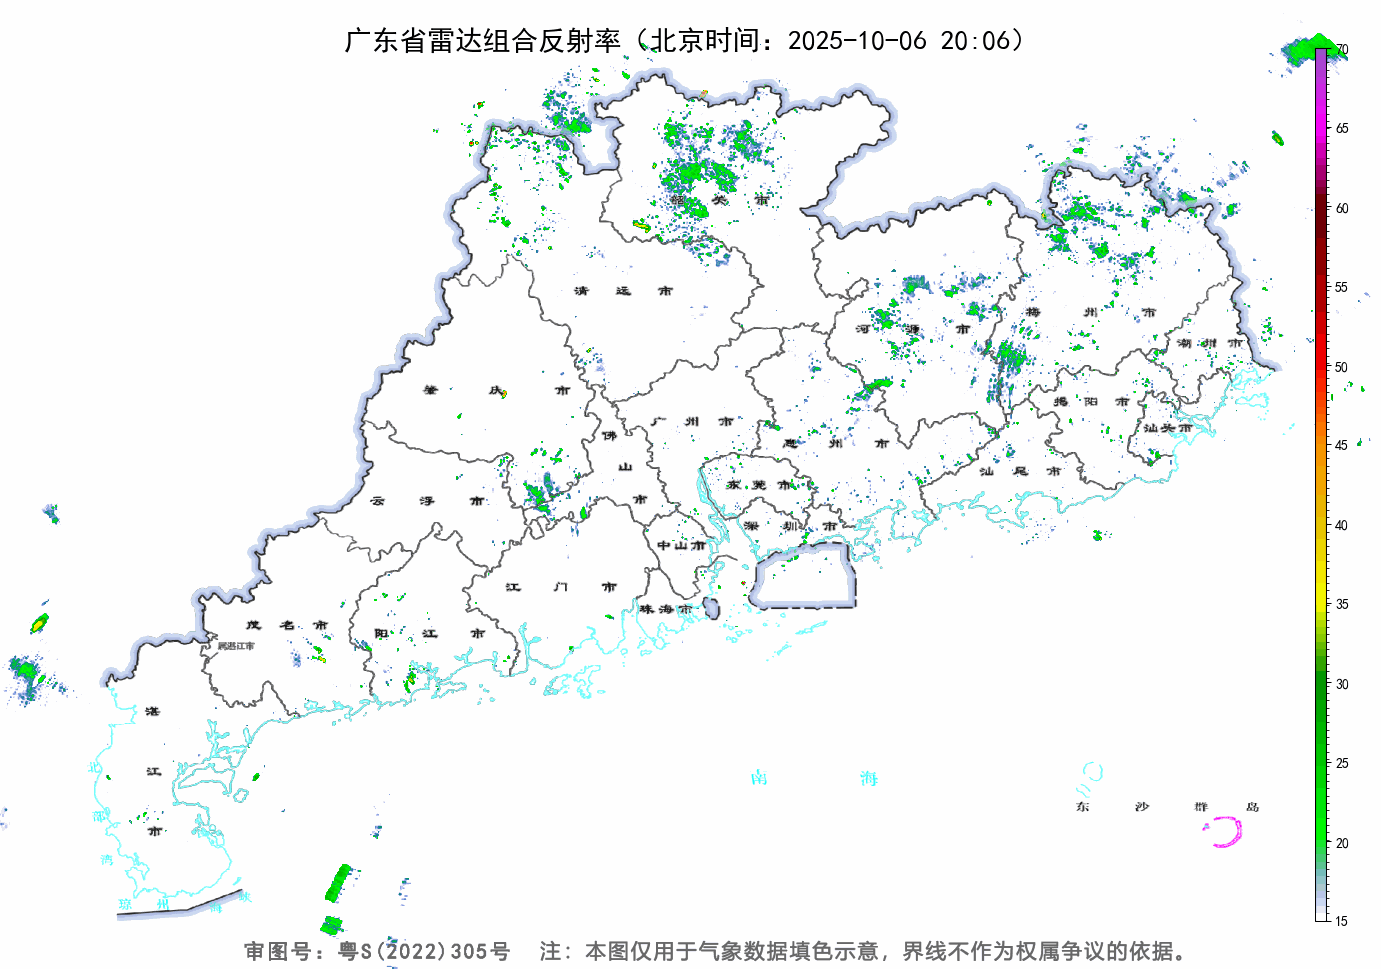 广东省雷达组合反射率（北京时间：2025-10-06 20:06）
70
65
60
55
50
45
40
35
30
25
20
15
韶关市
清远市
河源市
梅州市
潮州市
肇庆市
广州市
惠州市
揭阳市
汕头市
佛山市
云浮市
东莞市
汕尾市
深圳市
中山市
江门市
珠海市
茂名市
阳江市
属湛江市
湛江市
北部湾
南海
东沙群岛
琼州海峡
审图号：粤S(2022)305号 注：本图仅用于气象数据填色示意，界线不作为权属争议的依据。